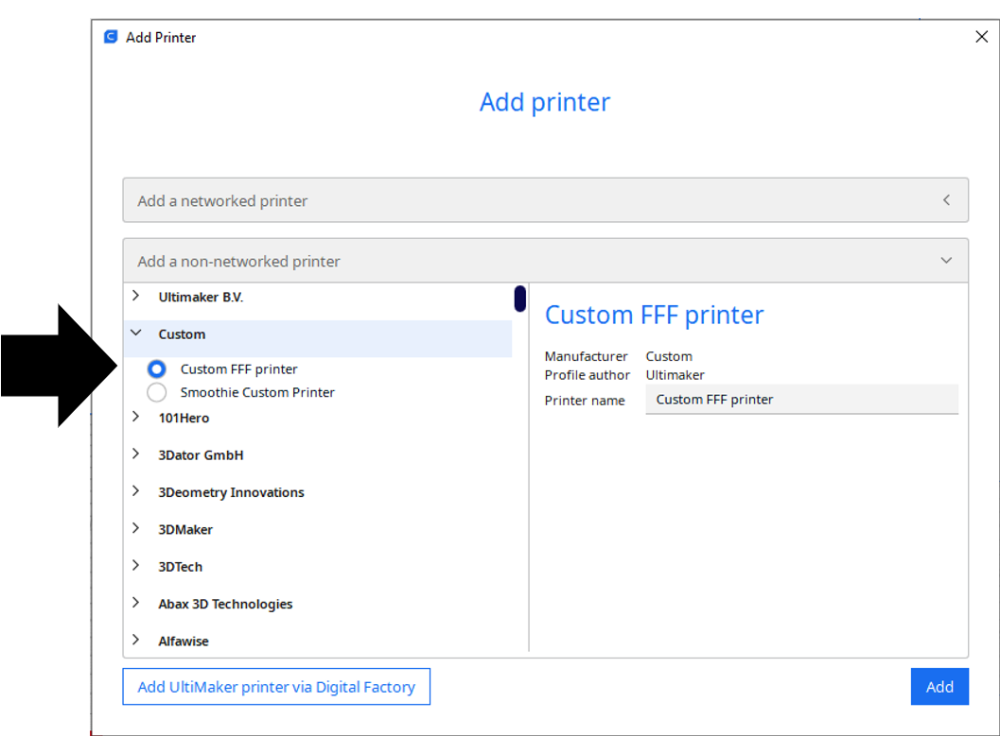 Add Printer
Add printer
Add a networked printer
Add a non-networked printer
Ultimaker B.V.
Custom
Custom FFF printer
Smoothie Custom Printer
101Hero
3Dator GmbH
3Deometry Innovations
3DMaker
3DTech
Abax 3D Technologies
Alfawise
Custom FFF printer
Manufacturer Custom
Profile author Ultimaker
Printer name Custom FFF printer
Add UltiMaker printer via Digital Factory
Add